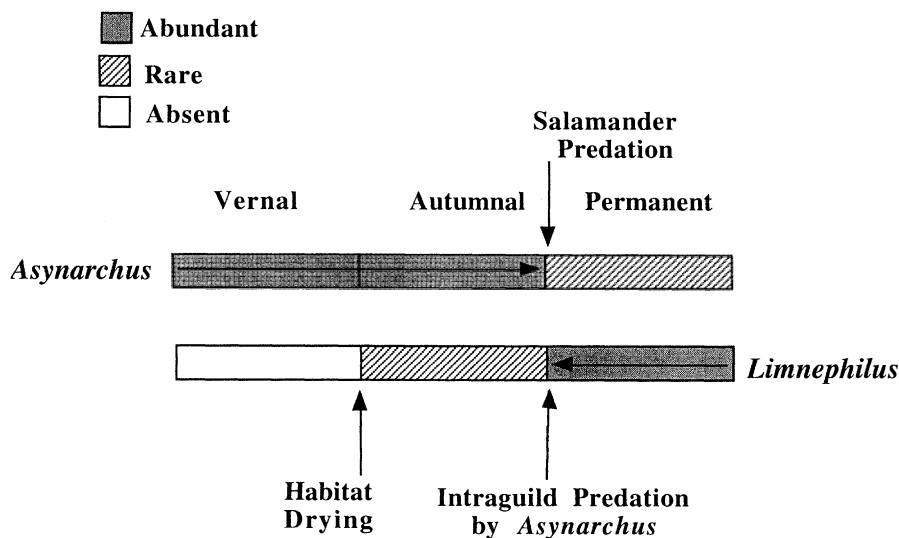 Abundant
Rare
Absent
Salamander
Predation
Vernal
Autumnal
Permanent
Asynarchus
Limnephilus
Habitat
Drying
Intraguild Predation
by Asynarchus